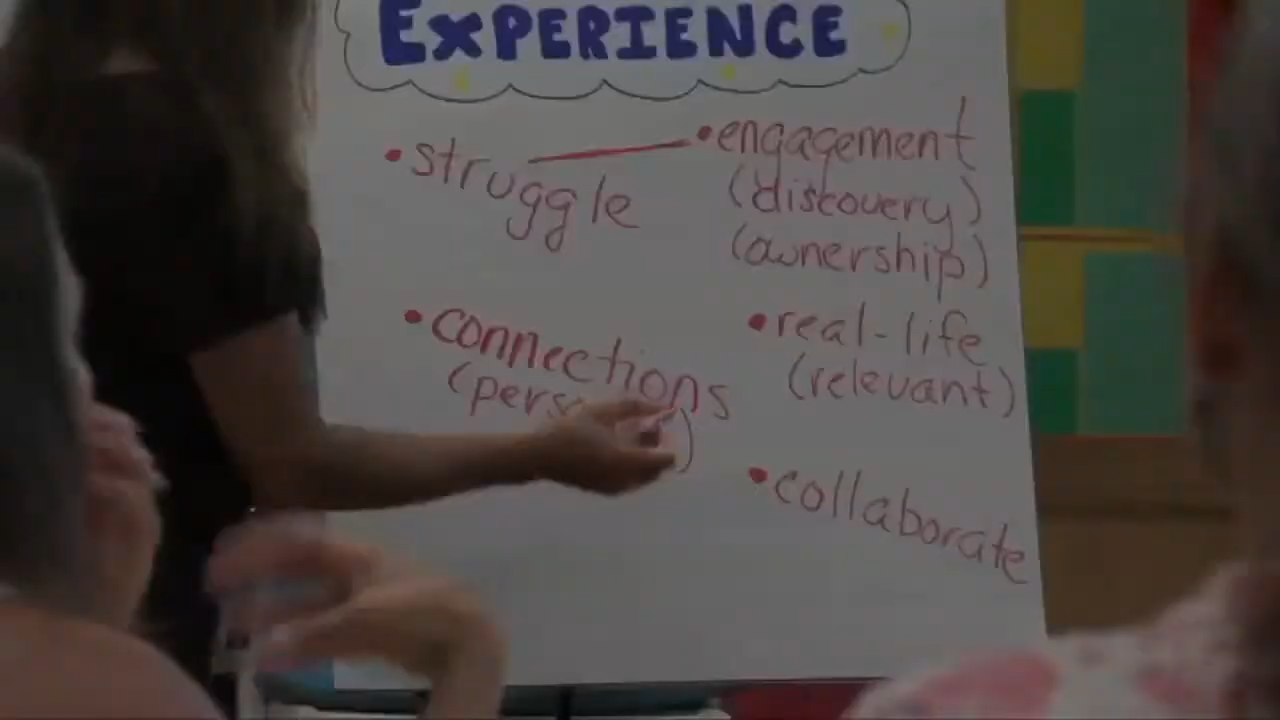 EXPERIENCE
• struggle
• engagement
(discovery)
(ownership)
• connections
• real-life
(relevant)
• collaborate